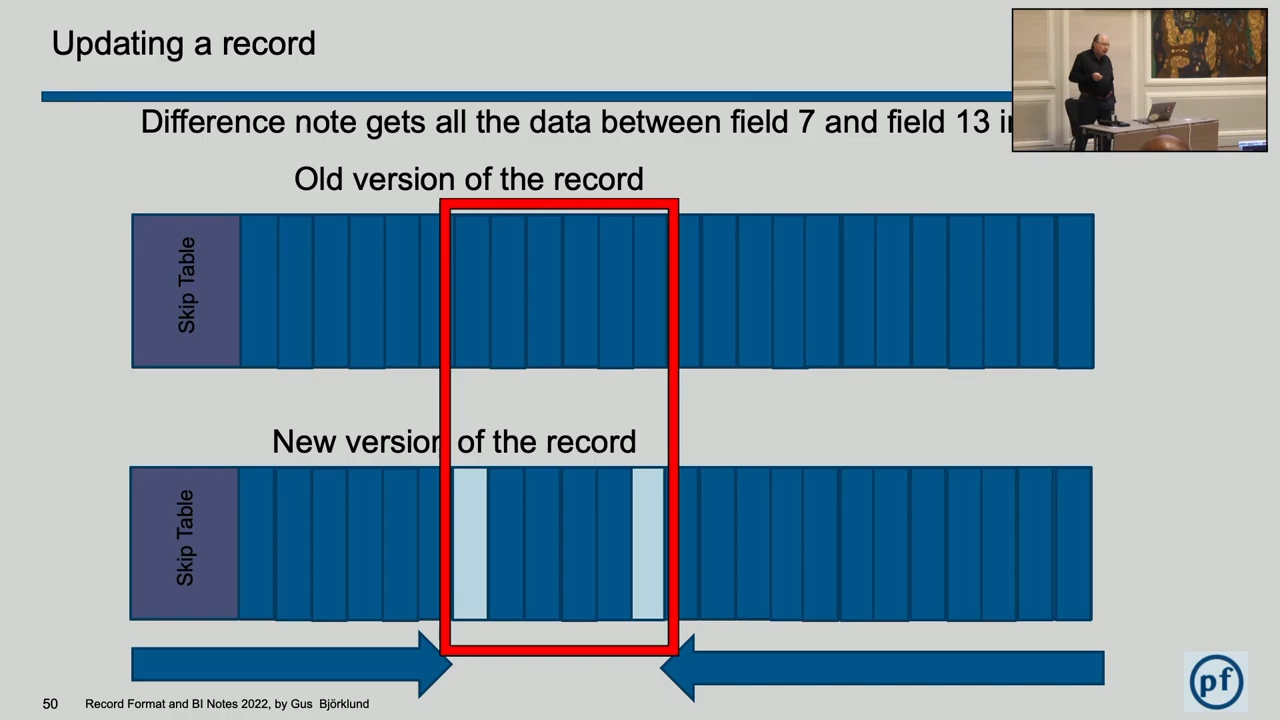 Updating a record
Difference note gets all the data between field 7 and field 13
Old version of the record
Skip Table
New version of the record
Skip Table
pf
50 Record Format and BI Notes 2022, by Gus Björklund